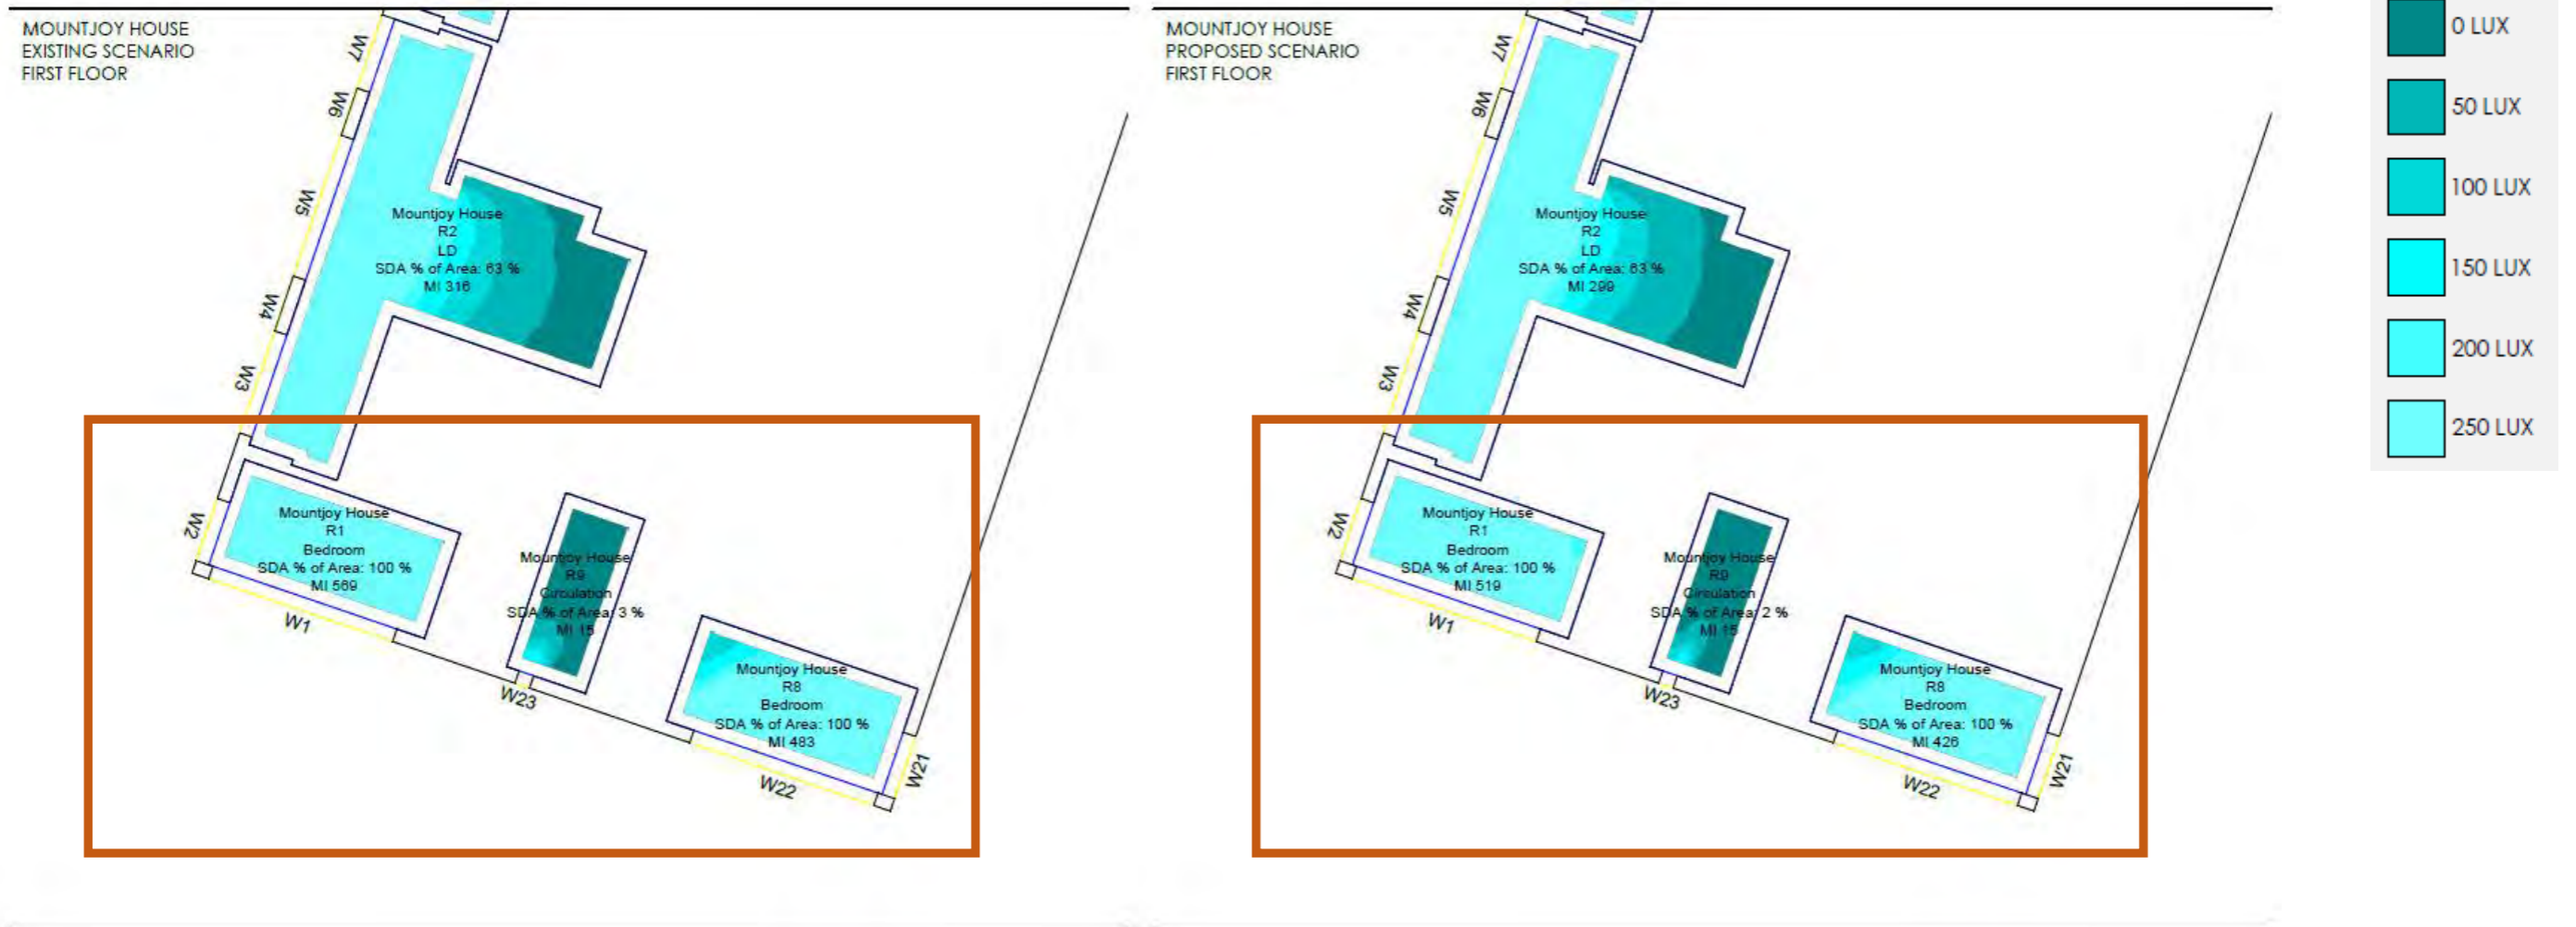 MOUNTJOY HOUSE
EXISTING SCENARIO
FIRST FLOOR
W7
W6
W5
W4
W3
W2
W1
W23
W22
W21
Mountjoy House
R2
LD
SDA % of Area: 63 %
MI 316
Mountjoy House
R1
Bedroom
SDA % of Area: 100 %
MI 569
Mountjoy House
R9
Circulation
SDA % of Area: 3 %
MI 15
Mountjoy House
R8
Bedroom
SDA % of Area: 100 %
MI 483
MOUNTJOY HOUSE
PROPOSED SCENARIO
FIRST FLOOR
W7
W6
W5
W4
W3
W2
W1
W23
W22
W21
Mountjoy House
R2
LD
SDA % of Area: 63 %
MI 299
Mountjoy House
R1
Bedroom
SDA % of Area: 100 %
MI 519
Mountjoy House
R9
Circulation
SDA % of Area: 2 %
MI 15
Mountjoy House
R8
Bedroom
SDA % of Area: 100 %
MI 426
0 LUX
50 LUX
100 LUX
150 LUX
200 LUX
250 LUX